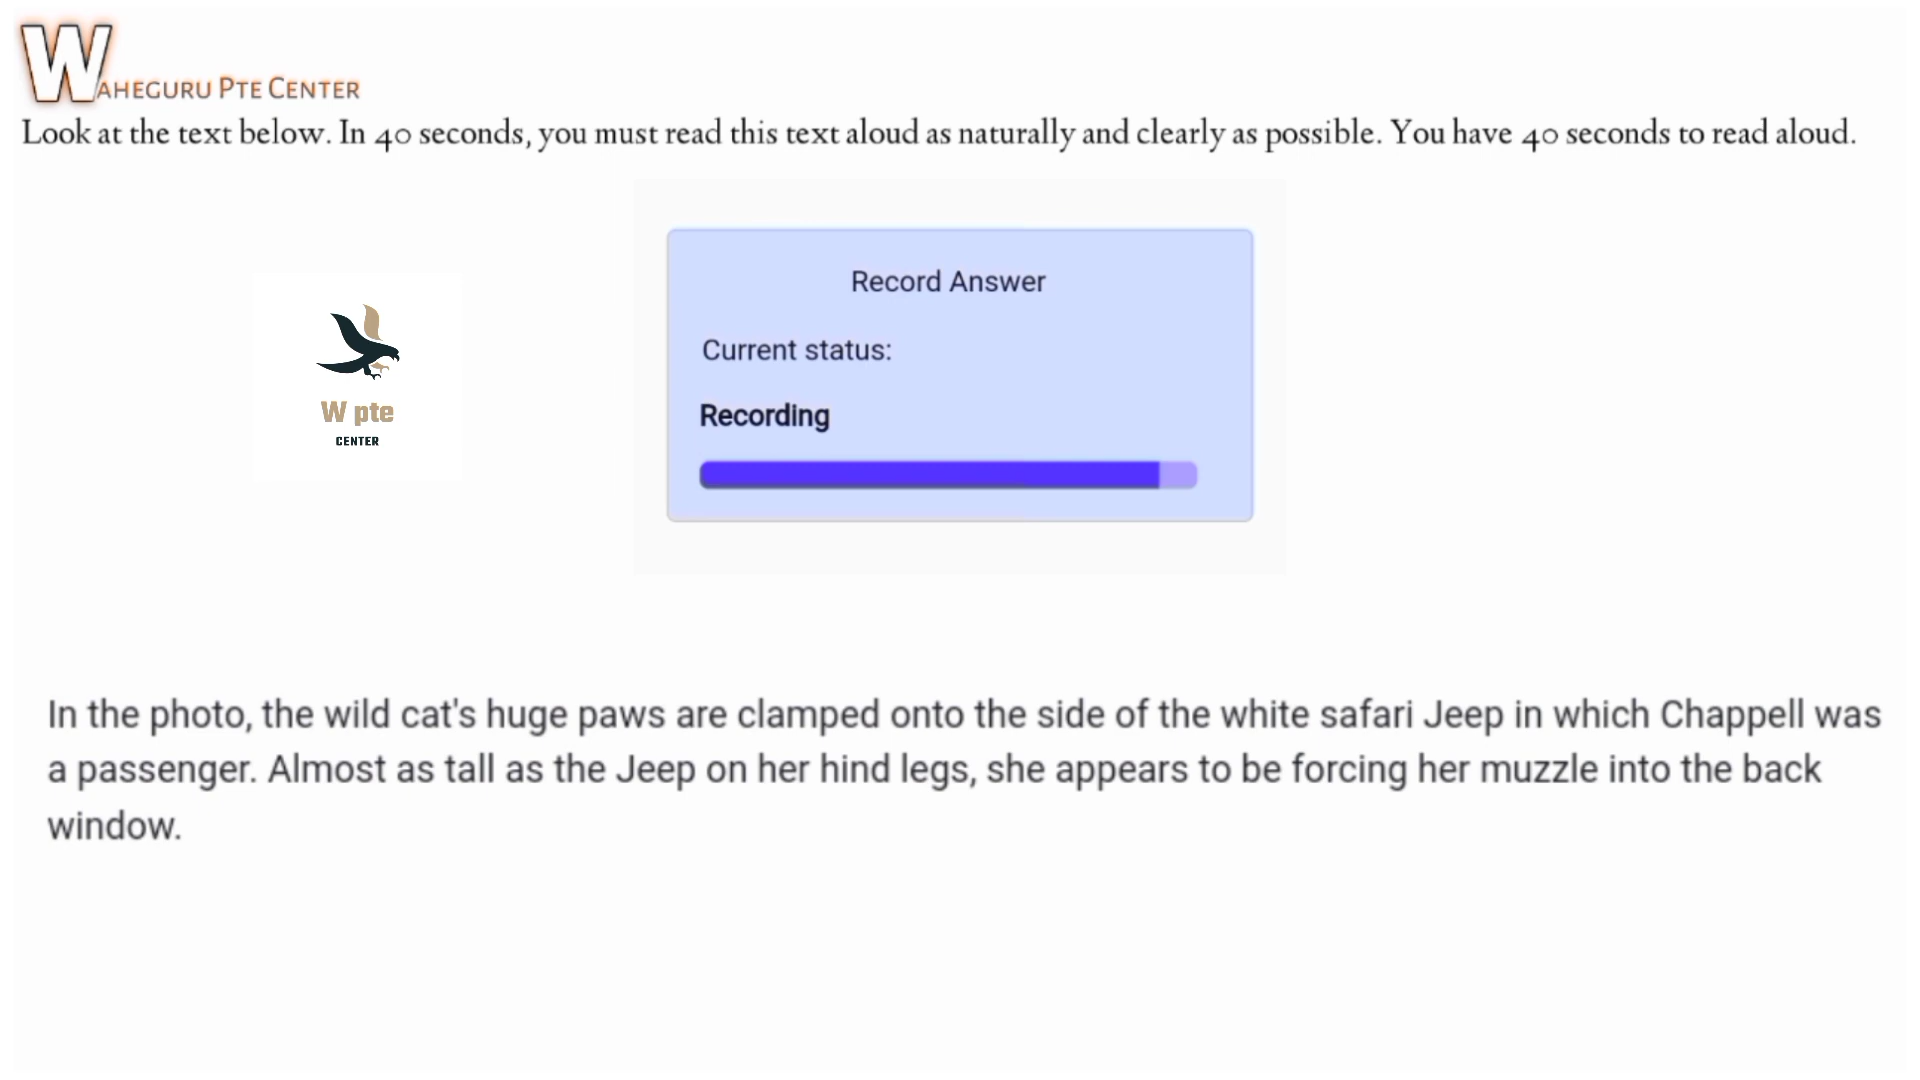 WAHEGURU PTE CENTER
Look at the text below. In 40 seconds, you must read this text aloud as naturally and clearly as possible. You have 40 seconds to read aloud.
Record Answer
Current status:
Recording
W pte
CENTER
In the photo, the wild cat's huge paws are clamped onto the side of the white safari Jeep in which Chappell was
a passenger. Almost as tall as the Jeep on her hind legs, she appears to be forcing her muzzle into the back
window.